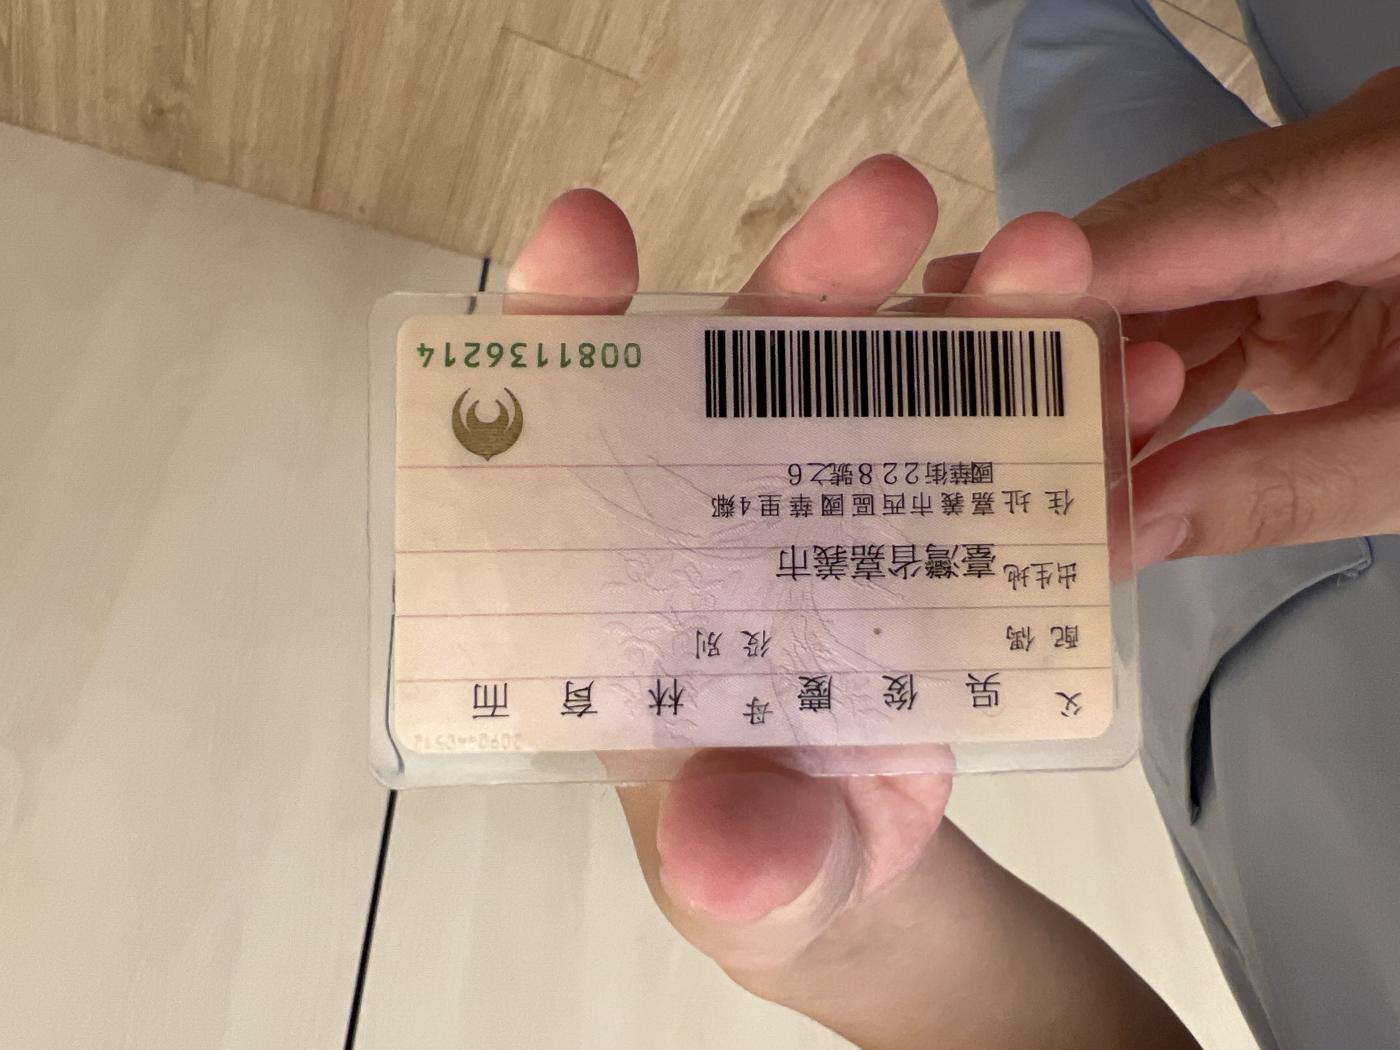 父 吳 俊 慶 母 林 育 而
配 偶 役 別
出生地 臺灣省嘉義市
住 址 嘉義市西區國華里4鄰
國華街228號之6
0081136214